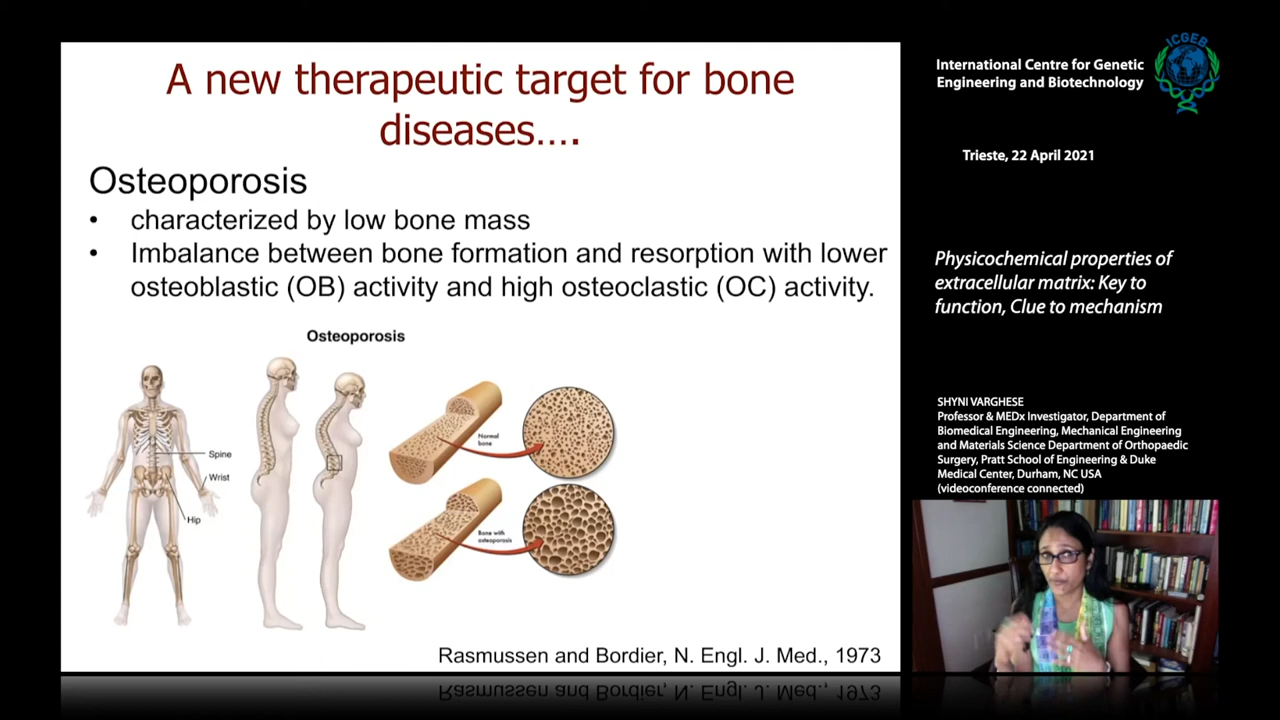 A new therapeutic target for bone
diseases....
Osteoporosis
• characterized by low bone mass
• Imbalance between bone formation and resorption with lower
osteoblastic (OB) activity and high osteoclastic (OC) activity.
Osteoporosis
Spine
Wrist
Hip
Normal
bone
Bone with
osteoporosis
Rasmussen and Bordier, N. Engl. J. Med., 1973
International Centre for Genetic
Engineering and Biotechnology
ICGEB
Trieste, 22 April 2021
Physicochemical properties of
extracellular matrix: Key to
function, Clue to mechanism
SHYNI VARGHESE
Professor & MEDx Investigator, Department of
Biomedical Engineering, Mechanical Engineering
and Materials Science Department of Orthopaedic
Surgery, Pratt School of Engineering & Duke
Medical Center, Durham, NC USA
(videoconference connected)